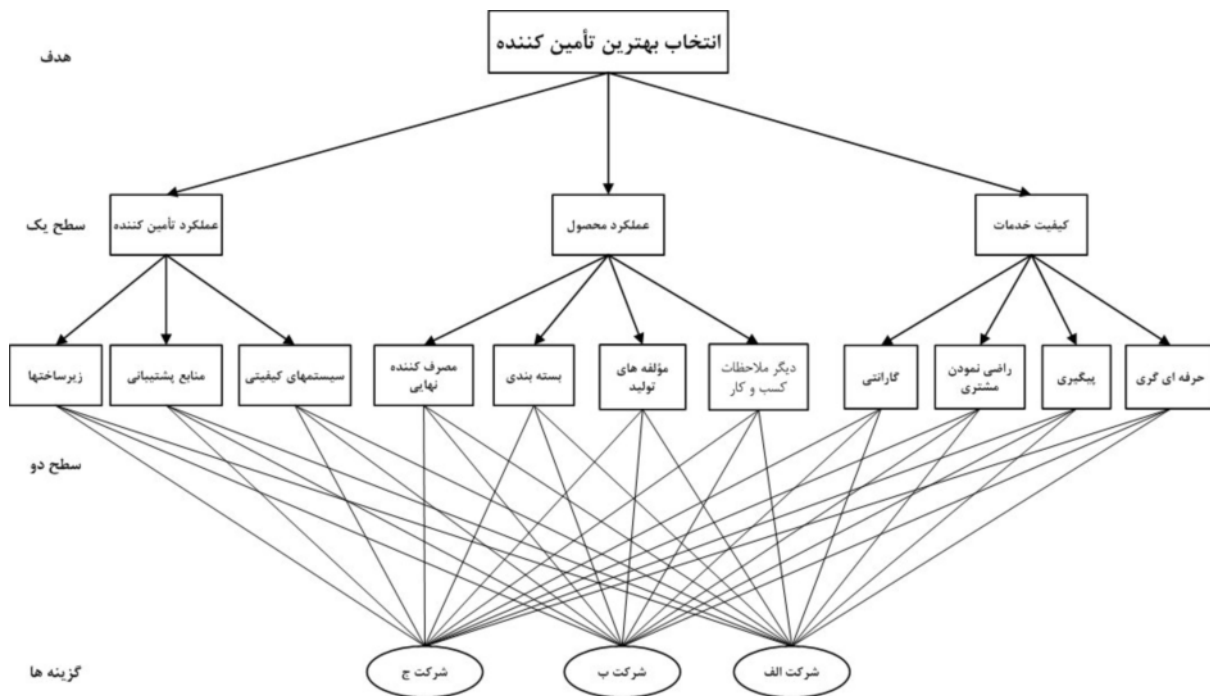 انتخاب بهترین تأمین کننده
هدف
کیفیت خدمات
عملکرد محصول
عملکرد تأمین کننده
سطح یک
حرفه ای گری
پیگیری
راضی نمودن
مشتری
گارانتی
دیگر ملاحظات
کسب و کار
مؤلفه های
تولید
بسته بندی
مصرف کننده
نهایی
سیستمهای کیفیتی
منابع پشتیبانی
زیرساختها
سطح دو
شرکت الف
شرکت ب
شرکت ج
گزینه ها